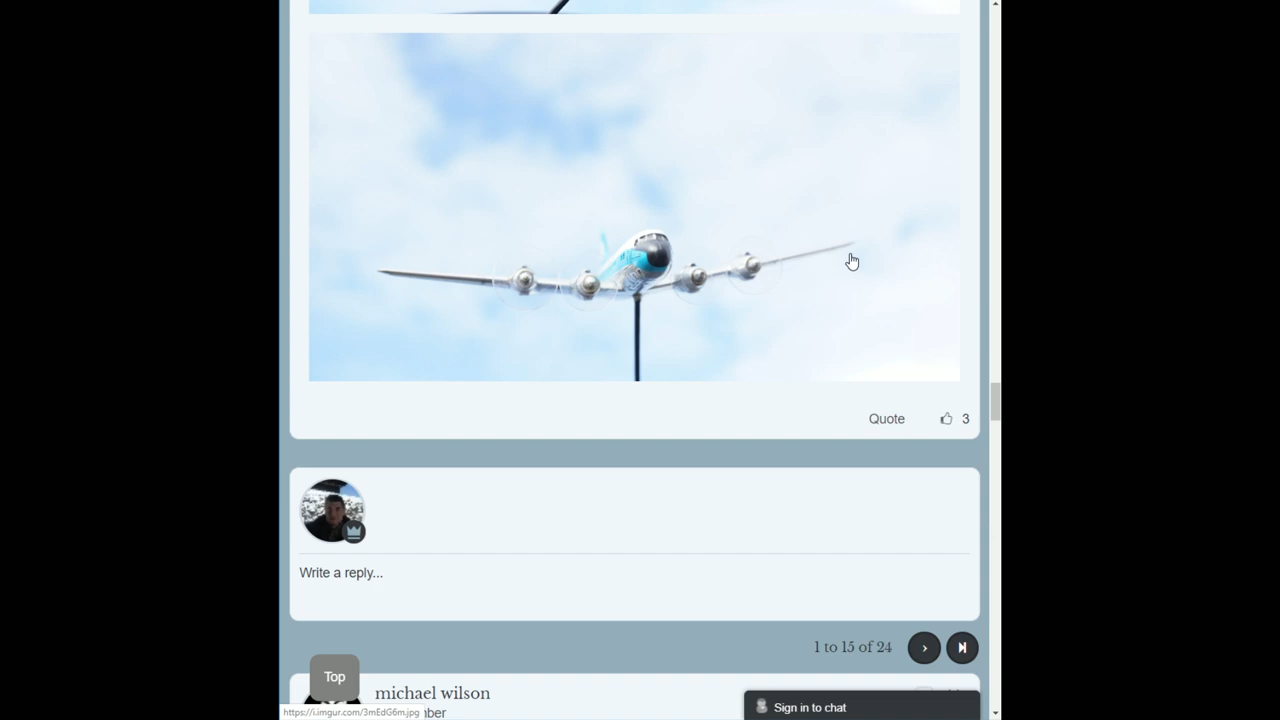 Quote 3
Write a reply...
1 to 15 of 24
Top
michael wilson
https://i.imgur.com/3mEdG6m.jpg
Sign in to chat